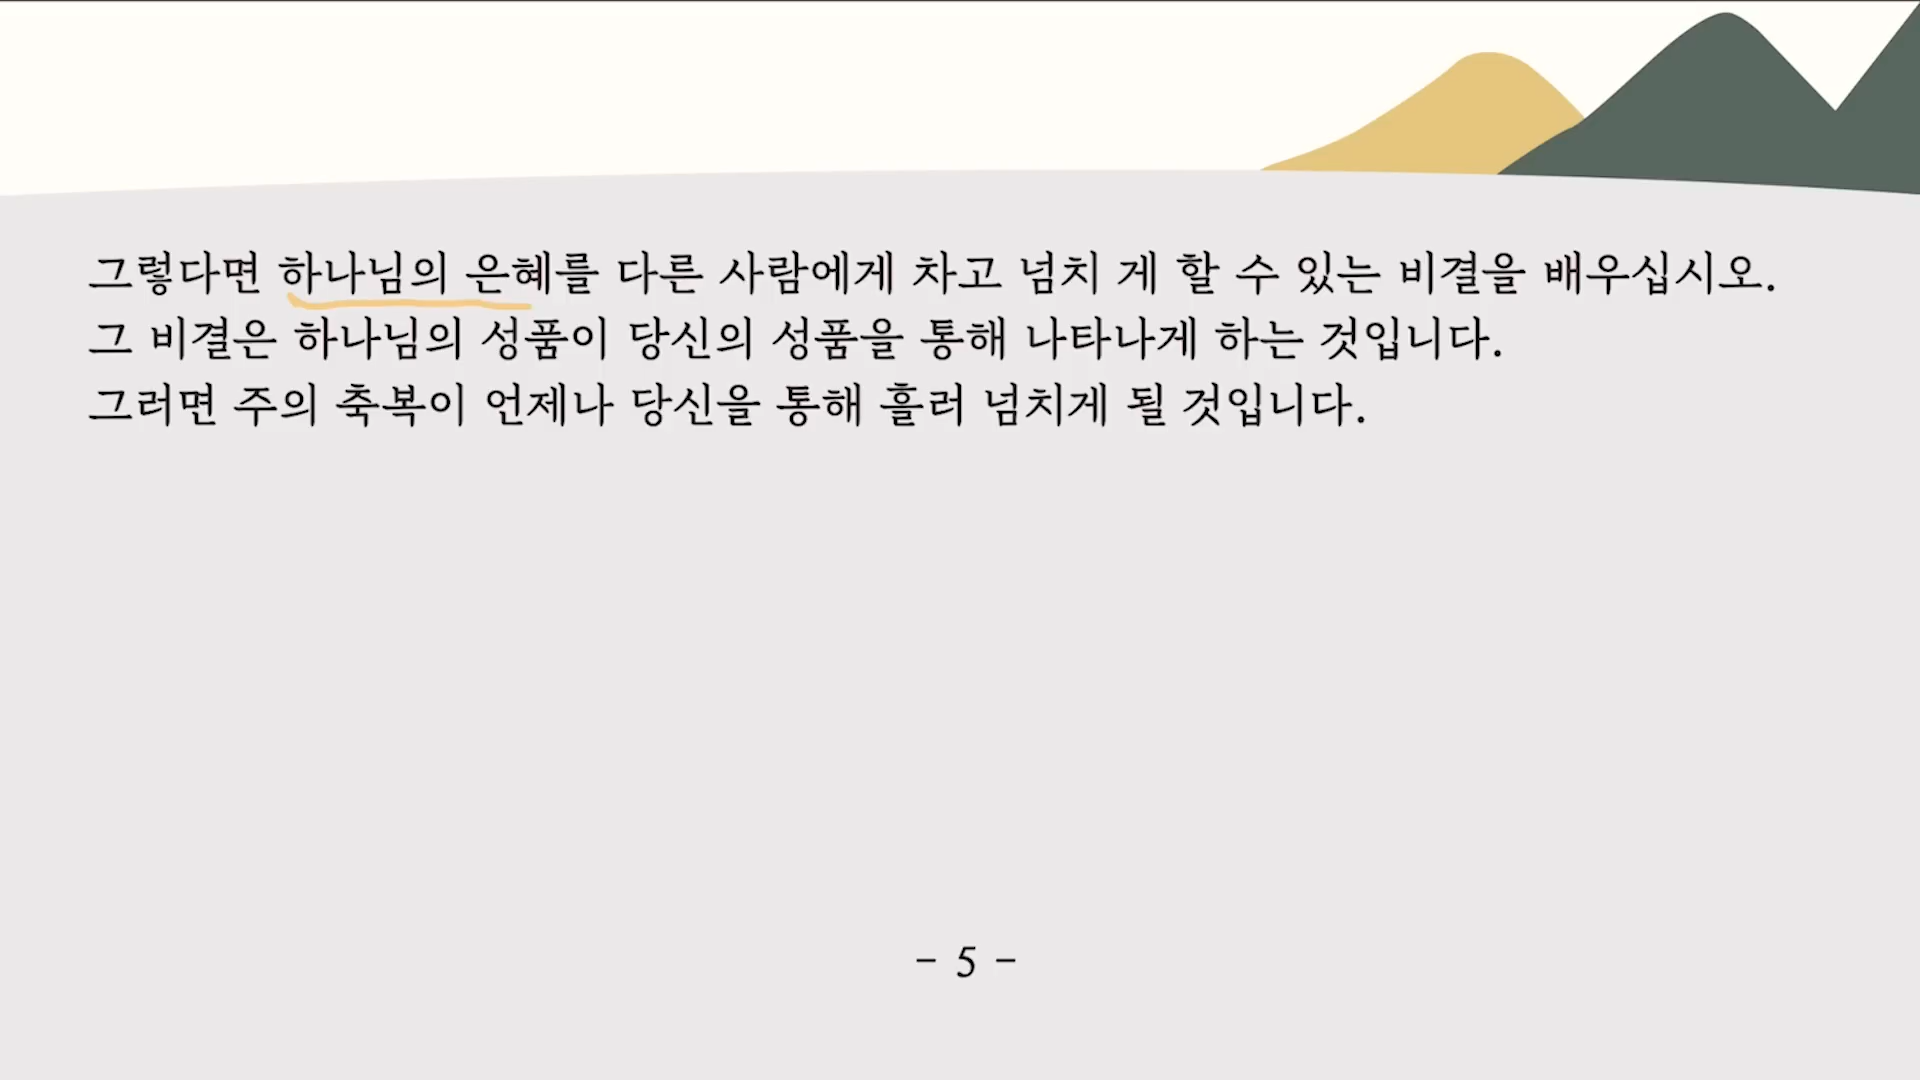 그렇다면 하나님의 은혜를 다른 사람에게 차고 넘치 게 할 수 있는 비결을 배우십시오.
그 비결은 하나님의 성품이 당신의 성품을 통해 나타나게 하는 것입니다.
그러면 주의 축복이 언제나 당신을 통해 흘러 넘치게 될 것입니다.
- 5 -